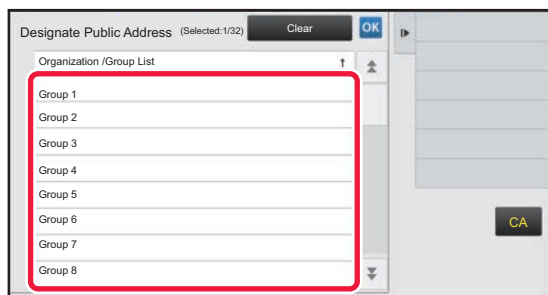 Designate Public Address (Selected:1/32) Clear OK
Organization /Group List ↑
Group 1
Group 2
Group 3
Group 4
Group 5
Group 6
Group 7
Group 8
CA